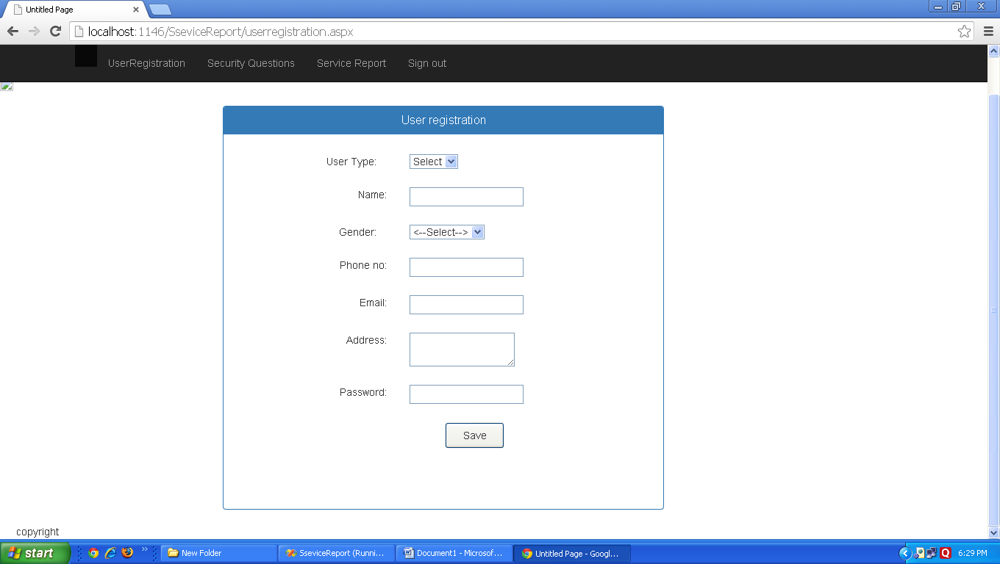 Untitled Page
localhost:1146/SseviceReport/userregistration.aspx
UserRegistration Security Questions Service Report Sign out
User registration
User Type: Select
Name:
Gender: <--Select-->
Phone no:
Email:
Address:
Password:
Save
copyright
start New Folder SseviceReport (Runni... Document1 - Microsof... Untitled Page - Googl... 6:29 PM